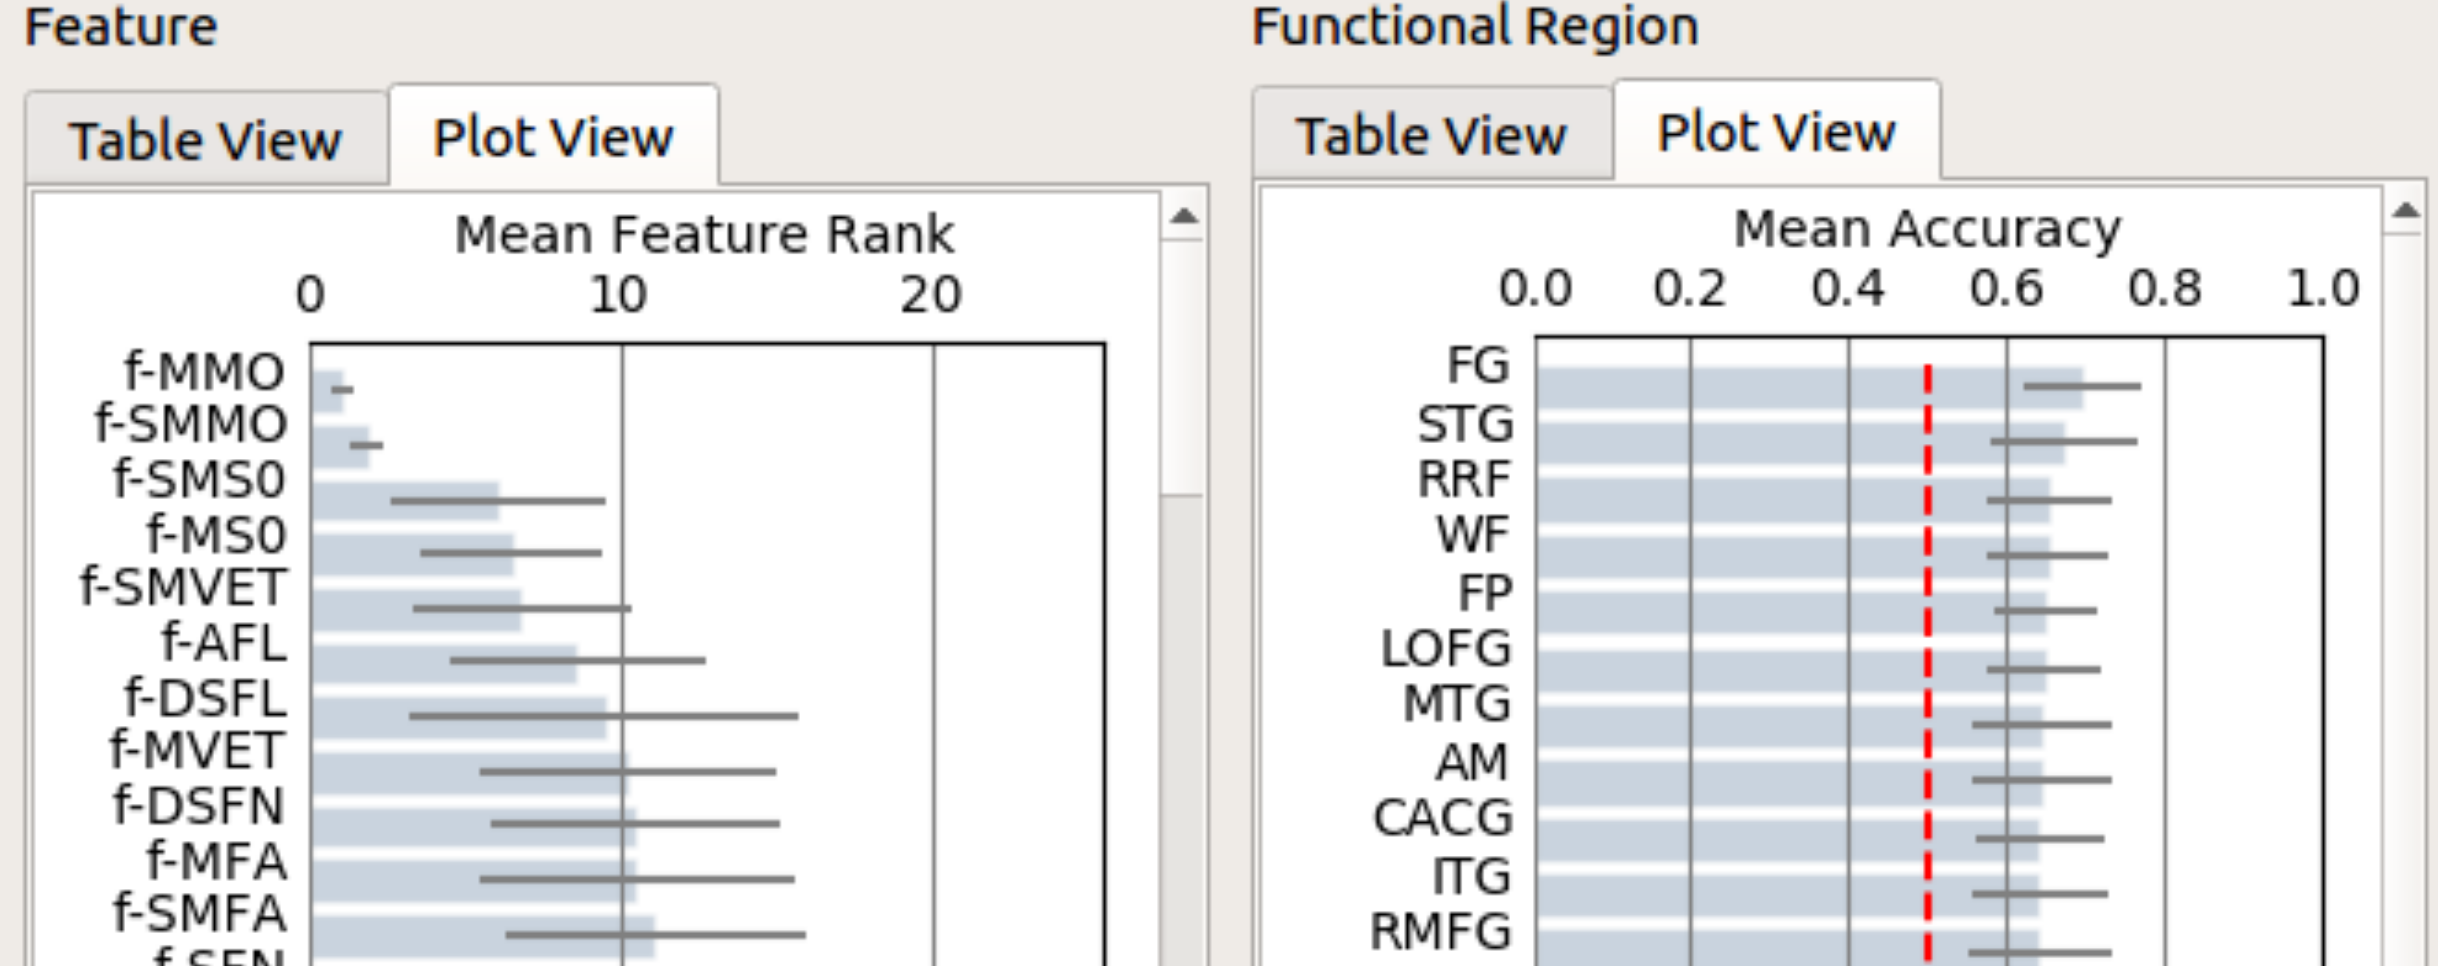 Feature
Table View
Plot View
Mean Feature Rank
0 10 20
f-MMO
f-SMMO
f-SMS0
f-MS0
f-SMVET
f-AFL
f-DSFL
f-MVET
f-DSFN
f-MFA
f-SMFA
Functional Region
Table View
Plot View
Mean Accuracy
0.0 0.2 0.4 0.6 0.8 1.0
FG
STG
RRF
WF
FP
LOFG
MTG
AM
CACG
ITG
RMFG